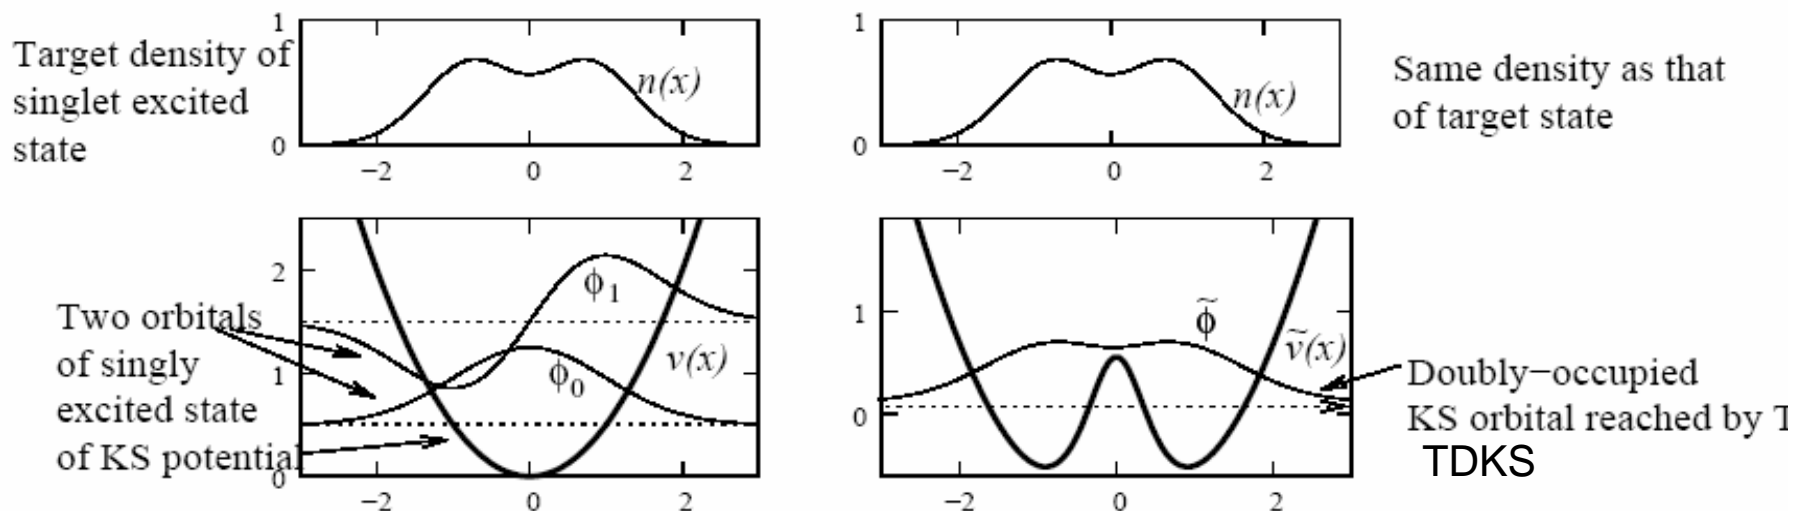 Target density of
singlet excited
state
1
0
n(x)
−2
0
2
1
0
n(x)
−2
0
2
Same density as that
of target state
Two orbitals
of singly
excited state
of KS potential
2
1
0
ϕ1
ϕ0
v(x)
−2
0
2
1
0
ϕ̃
ṽ(x)
−2
0
2
Doubly−occupied
KS orbital reached by T
TDKS